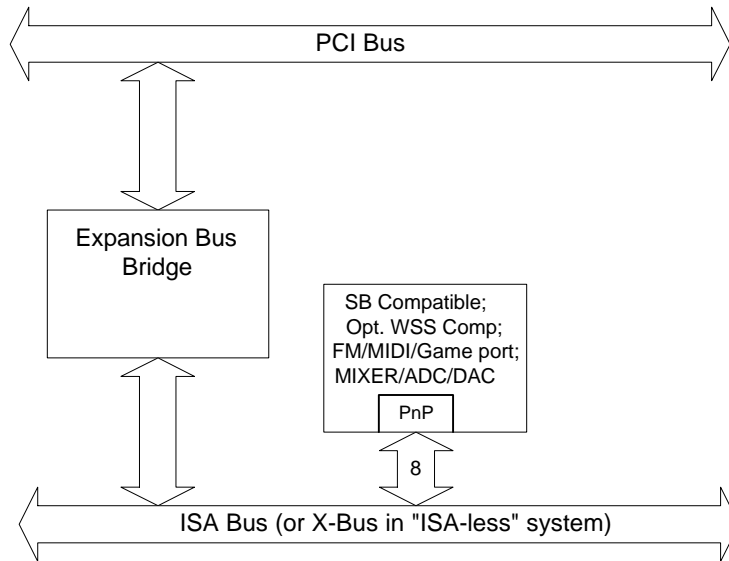 PCI Bus
Expansion Bus
Bridge
SB Compatible;
Opt. WSS Comp;
FM/MIDI/Game port;
MIXER/ADC/DAC
PnP
8
ISA Bus (or X-Bus in "ISA-less" system)